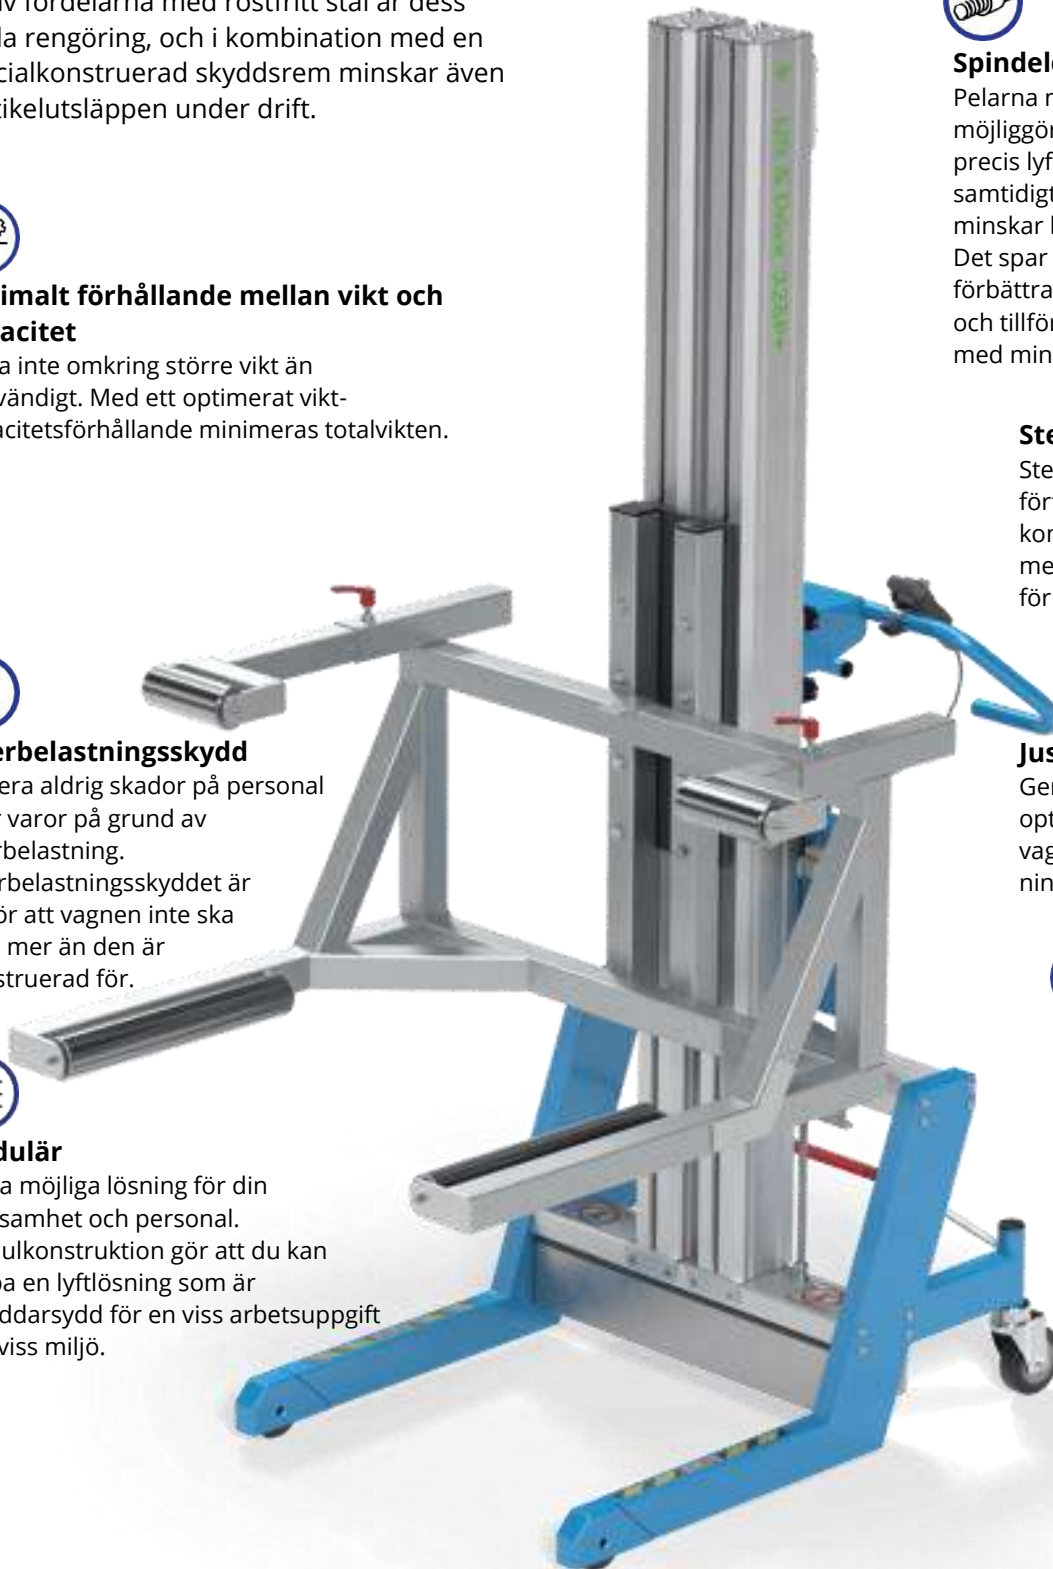 av fördelarna med rostfritt stål är dess
la rengöring, och i kombination med en
cialkonstruerad skyddsrem minskar även
tikelutsläppen under drift.
imalt förhållande mellan vikt och
acitet
a inte omkring större vikt än
vändigt. Med ett optimerat vikt-
acitetsförhållande minimeras totalvikten.
erbelastningsskydd
era aldrig skador på personal
r varor på grund av
rbelastning.
erbelastningsskyddet är
ör att vagnen inte ska
mer än den är
struerad för.
dulär
a möjliga lösning för din
samhet och personal.
ulkonstruktion gör att du kan
pa en lyftlösning som är
ddarsydd för en viss arbetsuppgift
viss miljö.
Spindel
Pelarna
möjliggör
precis lyf
samtidigt
minskar
Det spar
förbättra
och tillför
med min
Ste
Ste
för
kon
me
för
Jus
Gen
opt
vag
nin